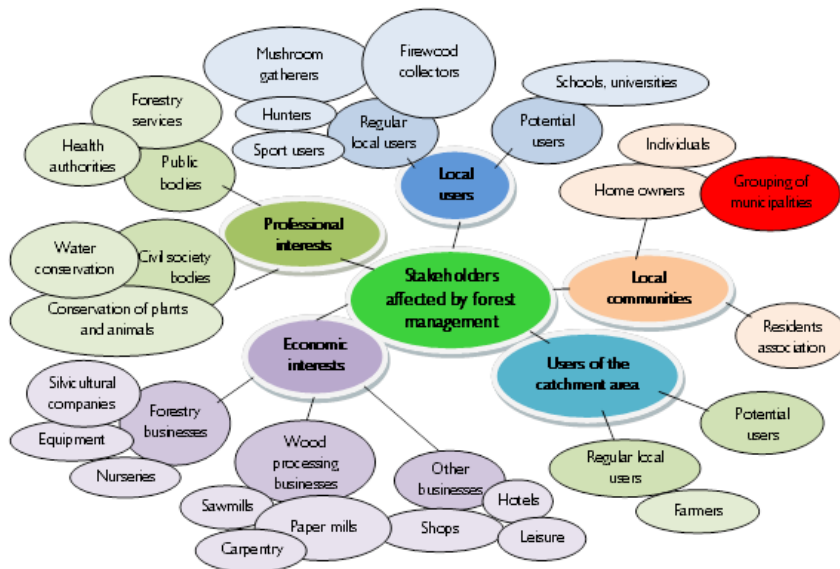 Mushroom
gatherers
Firewood
collectors
Schools, universities
Forestry
services
Hunters
Regular
local users
Potential
users
Health
authorities
Sport users
Individuals
Public
bodies
Local
users
Home owners
Grouping of
municipalities
Professional
interests
Water
conservation
Civil society
bodies
Stakeholders
affected by forest
management
Local
communities
Conservation of plants
and animals
Residents
association
Economic
interests
Users of the
catchment area
Silvicultural
companies
Forestry
businesses
Potential
users
Equipment
Nurseries
Wood
processing
businesses
Other
businesses
Regular local
users
Sawmills
Hotels
Paper mills
Shops
Farmers
Carpentry
Leisure